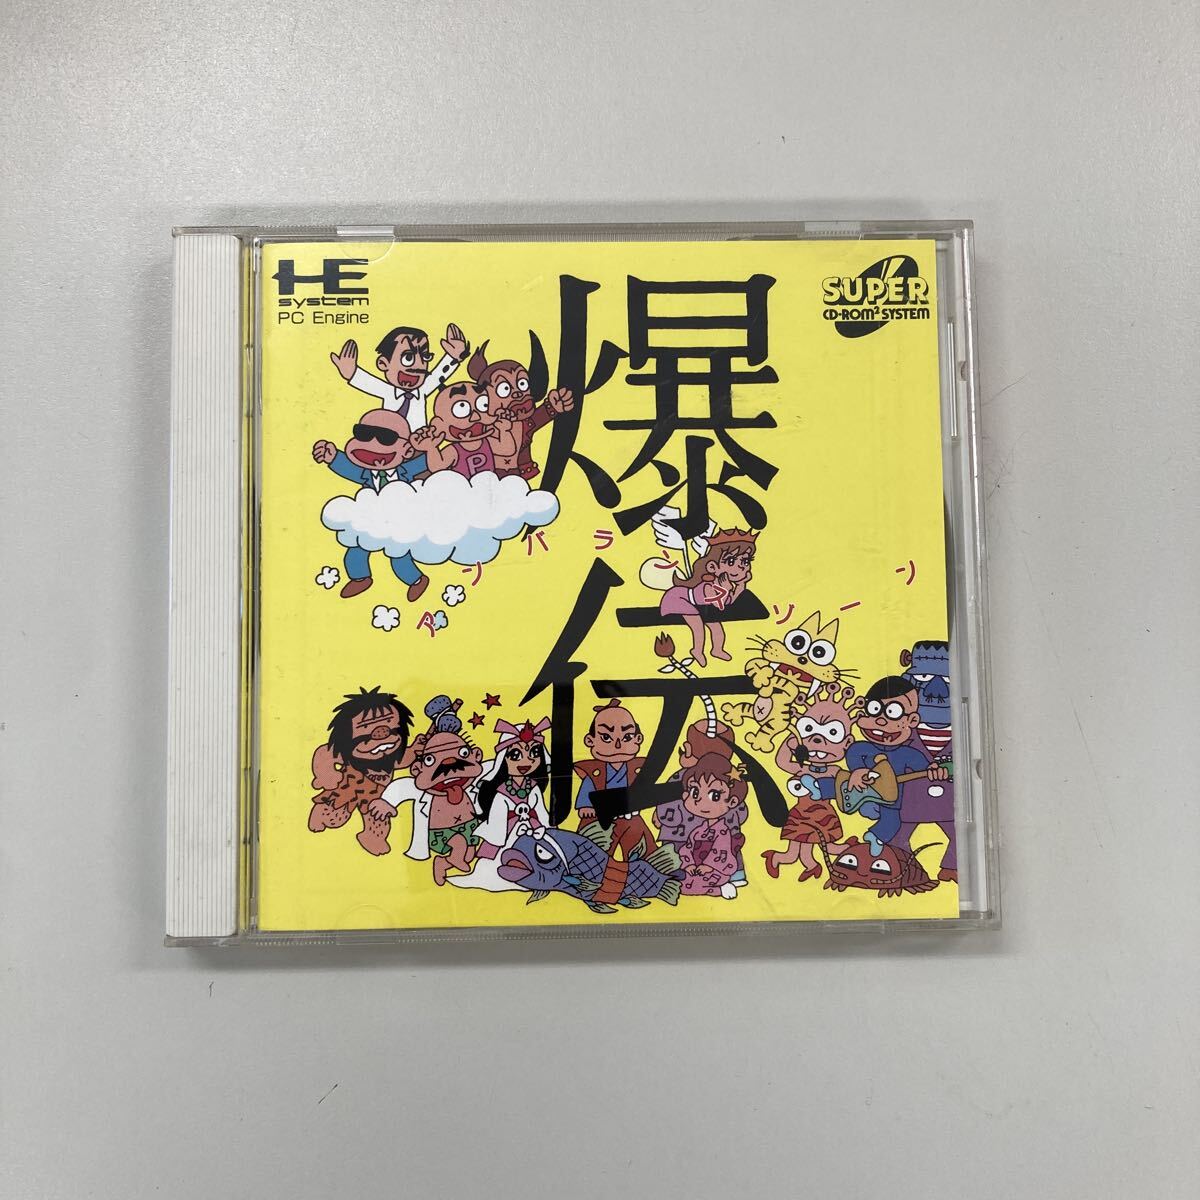 HE
system
PC Engine
SUPER
CD-ROM² SYSTEM
爆伝
アンバランスゾーン
P